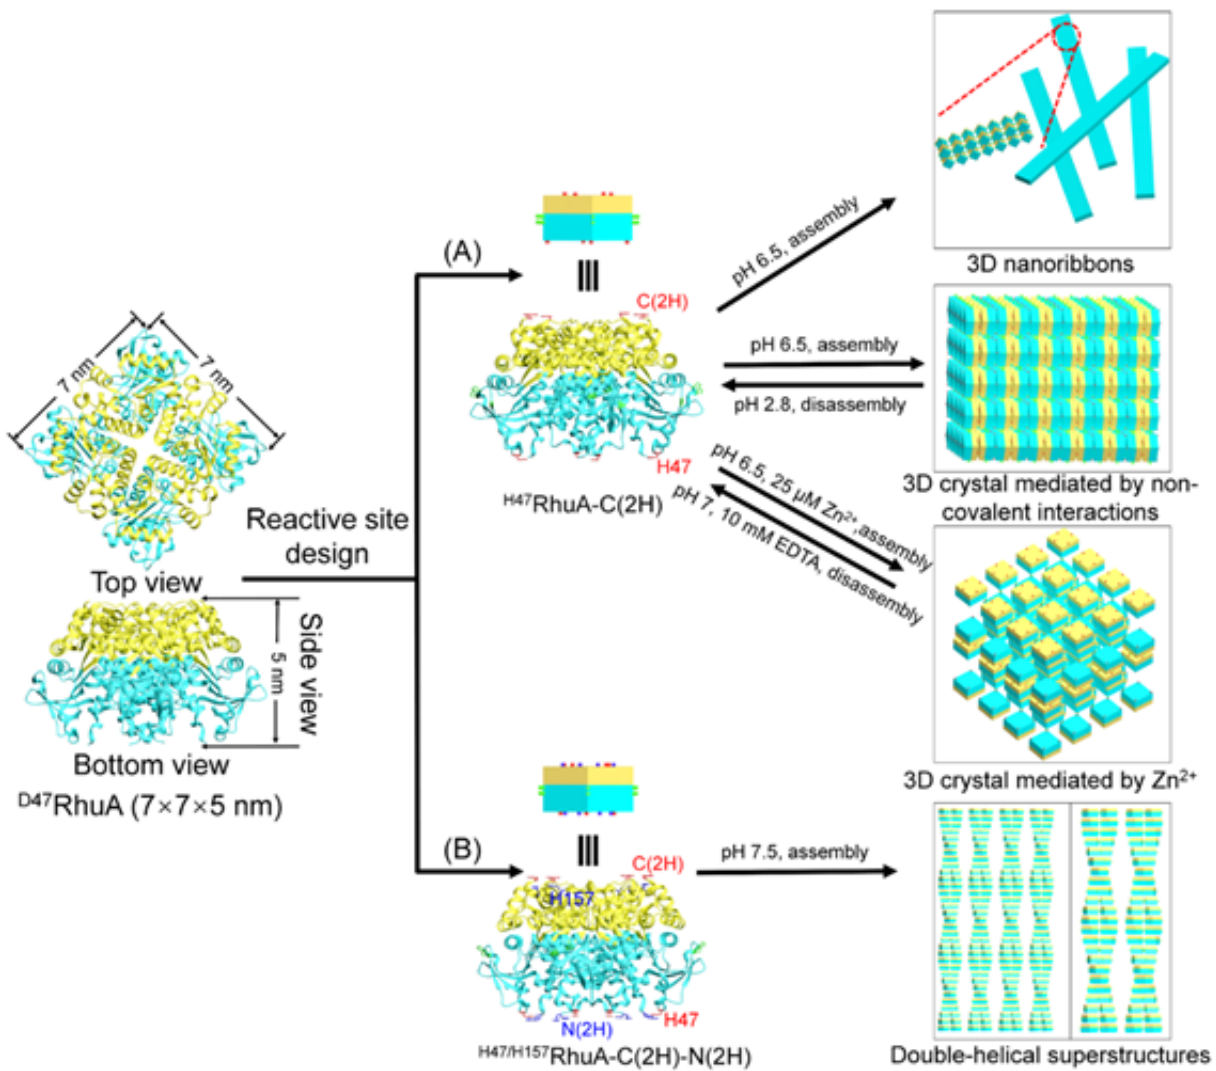 7 nm
7 nm
Top view
5 nm
Side view
Bottom view
D47RhuA (7×7×5 nm)
Reactive site
design
(A)
C(2H)
H47
H47RhuA-C(2H)
pH 6.5, assembly
3D nanoribbons
pH 6.5, assembly
pH 2.8, disassembly
3D crystal mediated by non-
covalent interactions
pH 6.5, 25 μM Zn2+,assembly
pH 7, 10 mM EDTA, disassembly
3D crystal mediated by Zn2+
(B)
C(2H)
H157
N(2H)
H47
H47/H157RhuA-C(2H)-N(2H)
pH 7.5, assembly
Double-helical superstructures